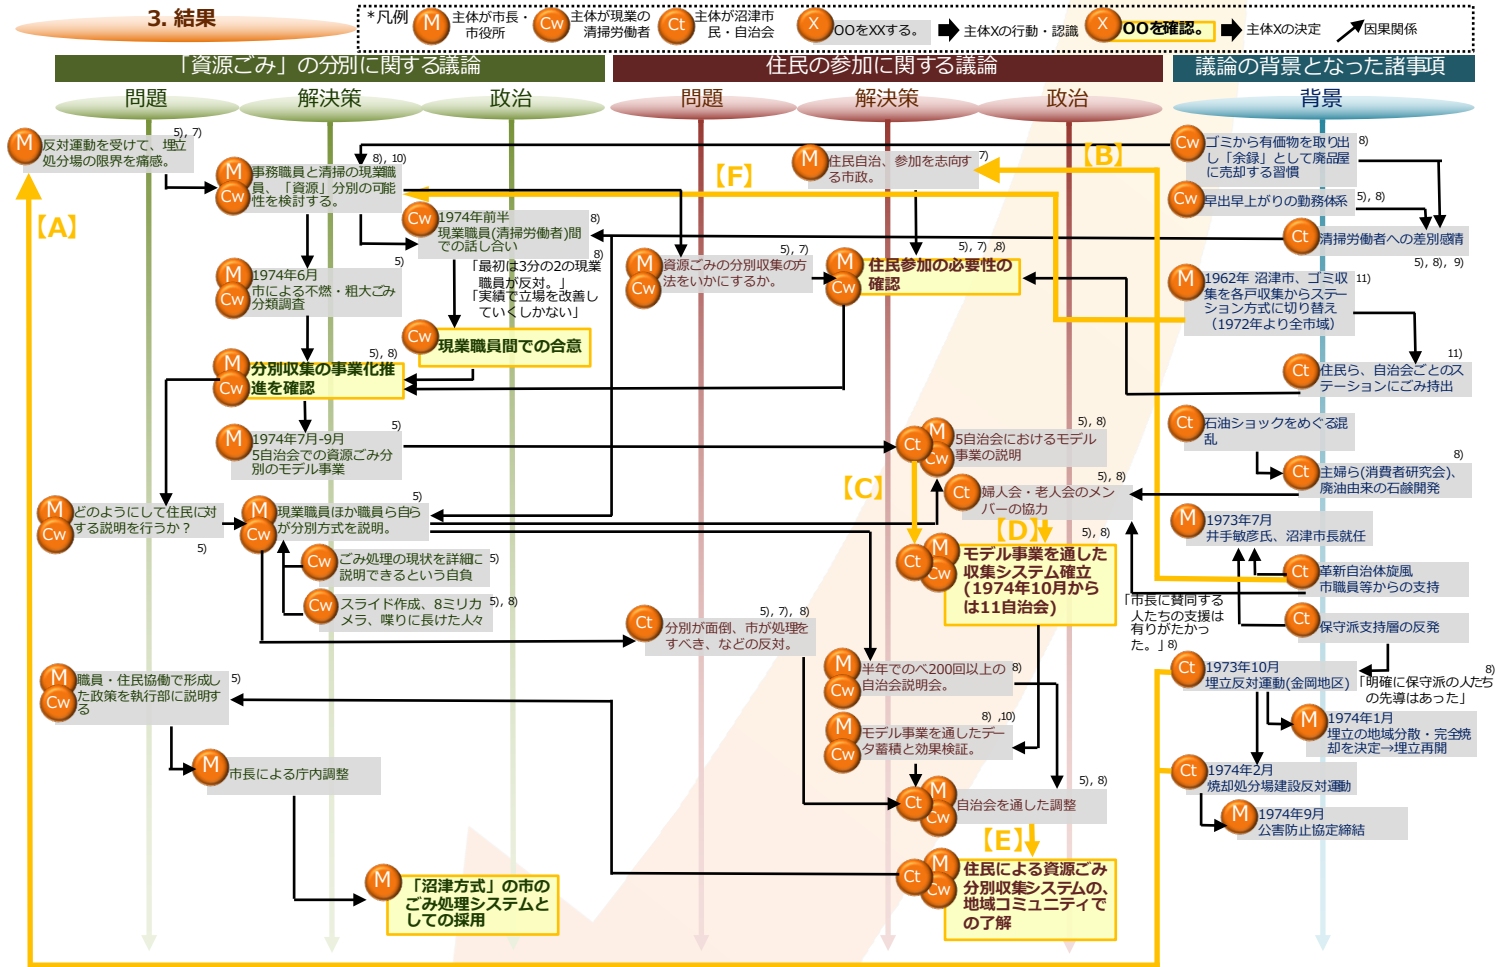 3. 結果
*凡例
M
主体が市長・
市役所
Cw
主体が現業の
清掃労働者
Ct
主体が沼津市
民・自治会
X
OOをXXする。
主体Xの行動・認識
X
OOを確認。
主体Xの決定
因果関係
「資源ごみ」の分別に関する議論
住民の参加に関する議論
議論の背景となった諸事項
問題
解決策
政治
問題
解決策
政治
背景
M
反対運動を受けて、埋立
処分場の限界を痛感。
5), 7)
M
Cw
事務職員と清掃の現業職
員、「資源」分別の可能
性を検討する。
8), 10)
Cw
1974年前半
現業職員(清掃労働者)間
での話し合い
8)
「最初は3分の2の現業
職員が反対。」
「実績で立場を改善し
ていくしかない」
8)
M
Cw
1974年6月
市による不燃・粗大ごみ
分類調査
5)
Cw
現業職員間での合意
M
Cw
分別収集の事業化推
進を確認
5), 8)
M
1974年7月-9月
5自治会での資源ごみ分
別のモデル事業
5)
M
Cw
どのようにして住民に対
する説明を行うか？
5)
M
Cw
現業職員ほか職員ら自ら
が分別方式を説明。
5)
Cw
ごみ処理の現状を詳細に
説明できるという自負
5)
Cw
スライド作成、8ミリカ
メラ、喋りに長けた人々
5), 8)
M
Cw
職員・住民協働で形成し
た政策を執行部に説明す
る
5)
M
市長による庁内調整
M
「沼津方式」の市の
ごみ処理システムと
しての採用
M
住民自治、参加を志向す
る市政。
7)
M
Cw
資源ごみの分別収集の方
法をいかにするか。
5), 7)
M
Cw
住民参加の必要性の
確認
5), 7) ,8)
Ct
M
Cw
5自治会におけるモデル
事業の説明
5), 8)
Ct
婦人会・老人会のメン
バーの協力
5), 8)
Ct
M
Cw
モデル事業を通した
収集システム確立
(1974年10月から
は11自治会)
5), 8)
Ct
分別が面倒、市が処理を
すべき、などの反対。
5), 7), 8)
M
Cw
半年でのべ200回以上の
自治会説明会。
8)
M
Cw
モデル事業を通したデー
タ蓄積と効果検証。
8) ,10)
Ct
M
Cw
自治会を通した調整
5), 8)
Ct
M
Cw
住民による資源ごみ
分別収集システムの、
地域コミュニティで
の了解
Cw
ゴミから有価物を取り出
し「余録」として廃品屋
に売却する習慣
8)
Cw
早出早上がりの勤務体系
5), 8)
Ct
清掃労働者への差別感情
5), 8), 9)
M
1962年 沼津市、ゴミ収
集を各戸収集からステー
ション方式に切り替え
（1972年より全市域）
11)
Ct
住民ら、自治会ごとのス
テーションにごみ持出
11)
Ct
石油ショックをめぐる混
乱
Ct
主婦ら(消費者研究会)、
廃油由来の石鹸開発
8)
M
1973年7月
井手敏彦氏、沼津市長就任
Ct
革新自治体旋風
市職員等からの支持
「市長に賛同する
人たちの支援は
有りがたかっ
た。」8)
Ct
保守派支持層の反発
Ct
1973年10月
埋立反対運動(金岡地区)
「明確に保守派の人たち
の先導はあった」
8)
M
1974年1月
埋立の地域分散・完全焼
却を決定→埋立再開
Ct
1974年2月
焼却処分場建設反対運動
M
1974年9月
公害防止協定締結
【A】
【B】
【C】
【D】
【E】
【F】